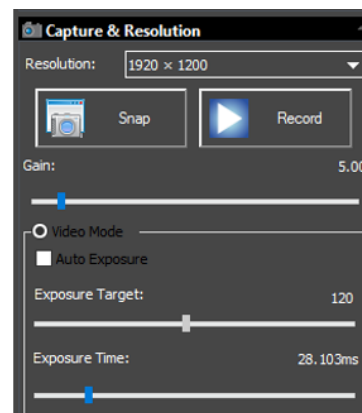 Capture & Resolution
Resolution: 1920 × 1200
Snap Record
Gain: 5.00
Video Mode
Auto Exposure
Exposure Target: 120
Exposure Time: 28.103ms